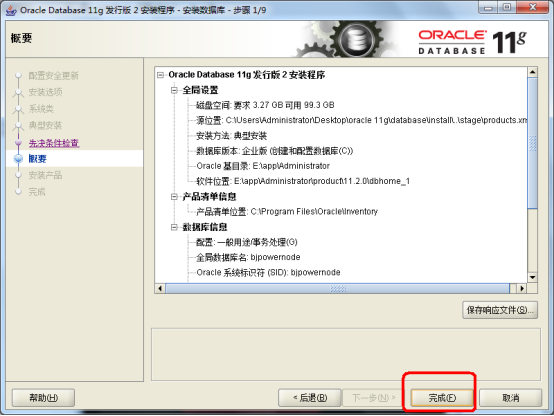 Oracle Database 11g 发行版 2 安装程序 - 安装数据库 - 步骤 1/9
概要
ORACLE
DATABASE 11g
配置安全更新
安装选项
系统类
典型安装
先决条件检查
概要
安装产品
完成
Oracle Database 11g 发行版 2 安装程序
全局设置
磁盘空间: 要求 3.27 GB 可用 99.3 GB
源位置: C:\Users\Administrator\Desktop\oracle 11g\database\install\..\stage\products.xm
安装方法: 典型安装
数据库版本: 企业版 (创建和配置数据库(C))
Oracle 基目录: E:\app\Administrator
软件位置: E:\app\Administrator\product\11.2.0\dbhome_1
产品清单信息
产品清单位置: C:\Program Files\Oracle\Inventory
数据库信息
配置: 一般用途/事务处理(G)
全局数据库名: bjpowernode
Oracle 系统标识符 (SID): bjpowernode
保存响应文件(S)...
帮助(H)
< 后退(B)
下一步(N) >
完成(F)
取消